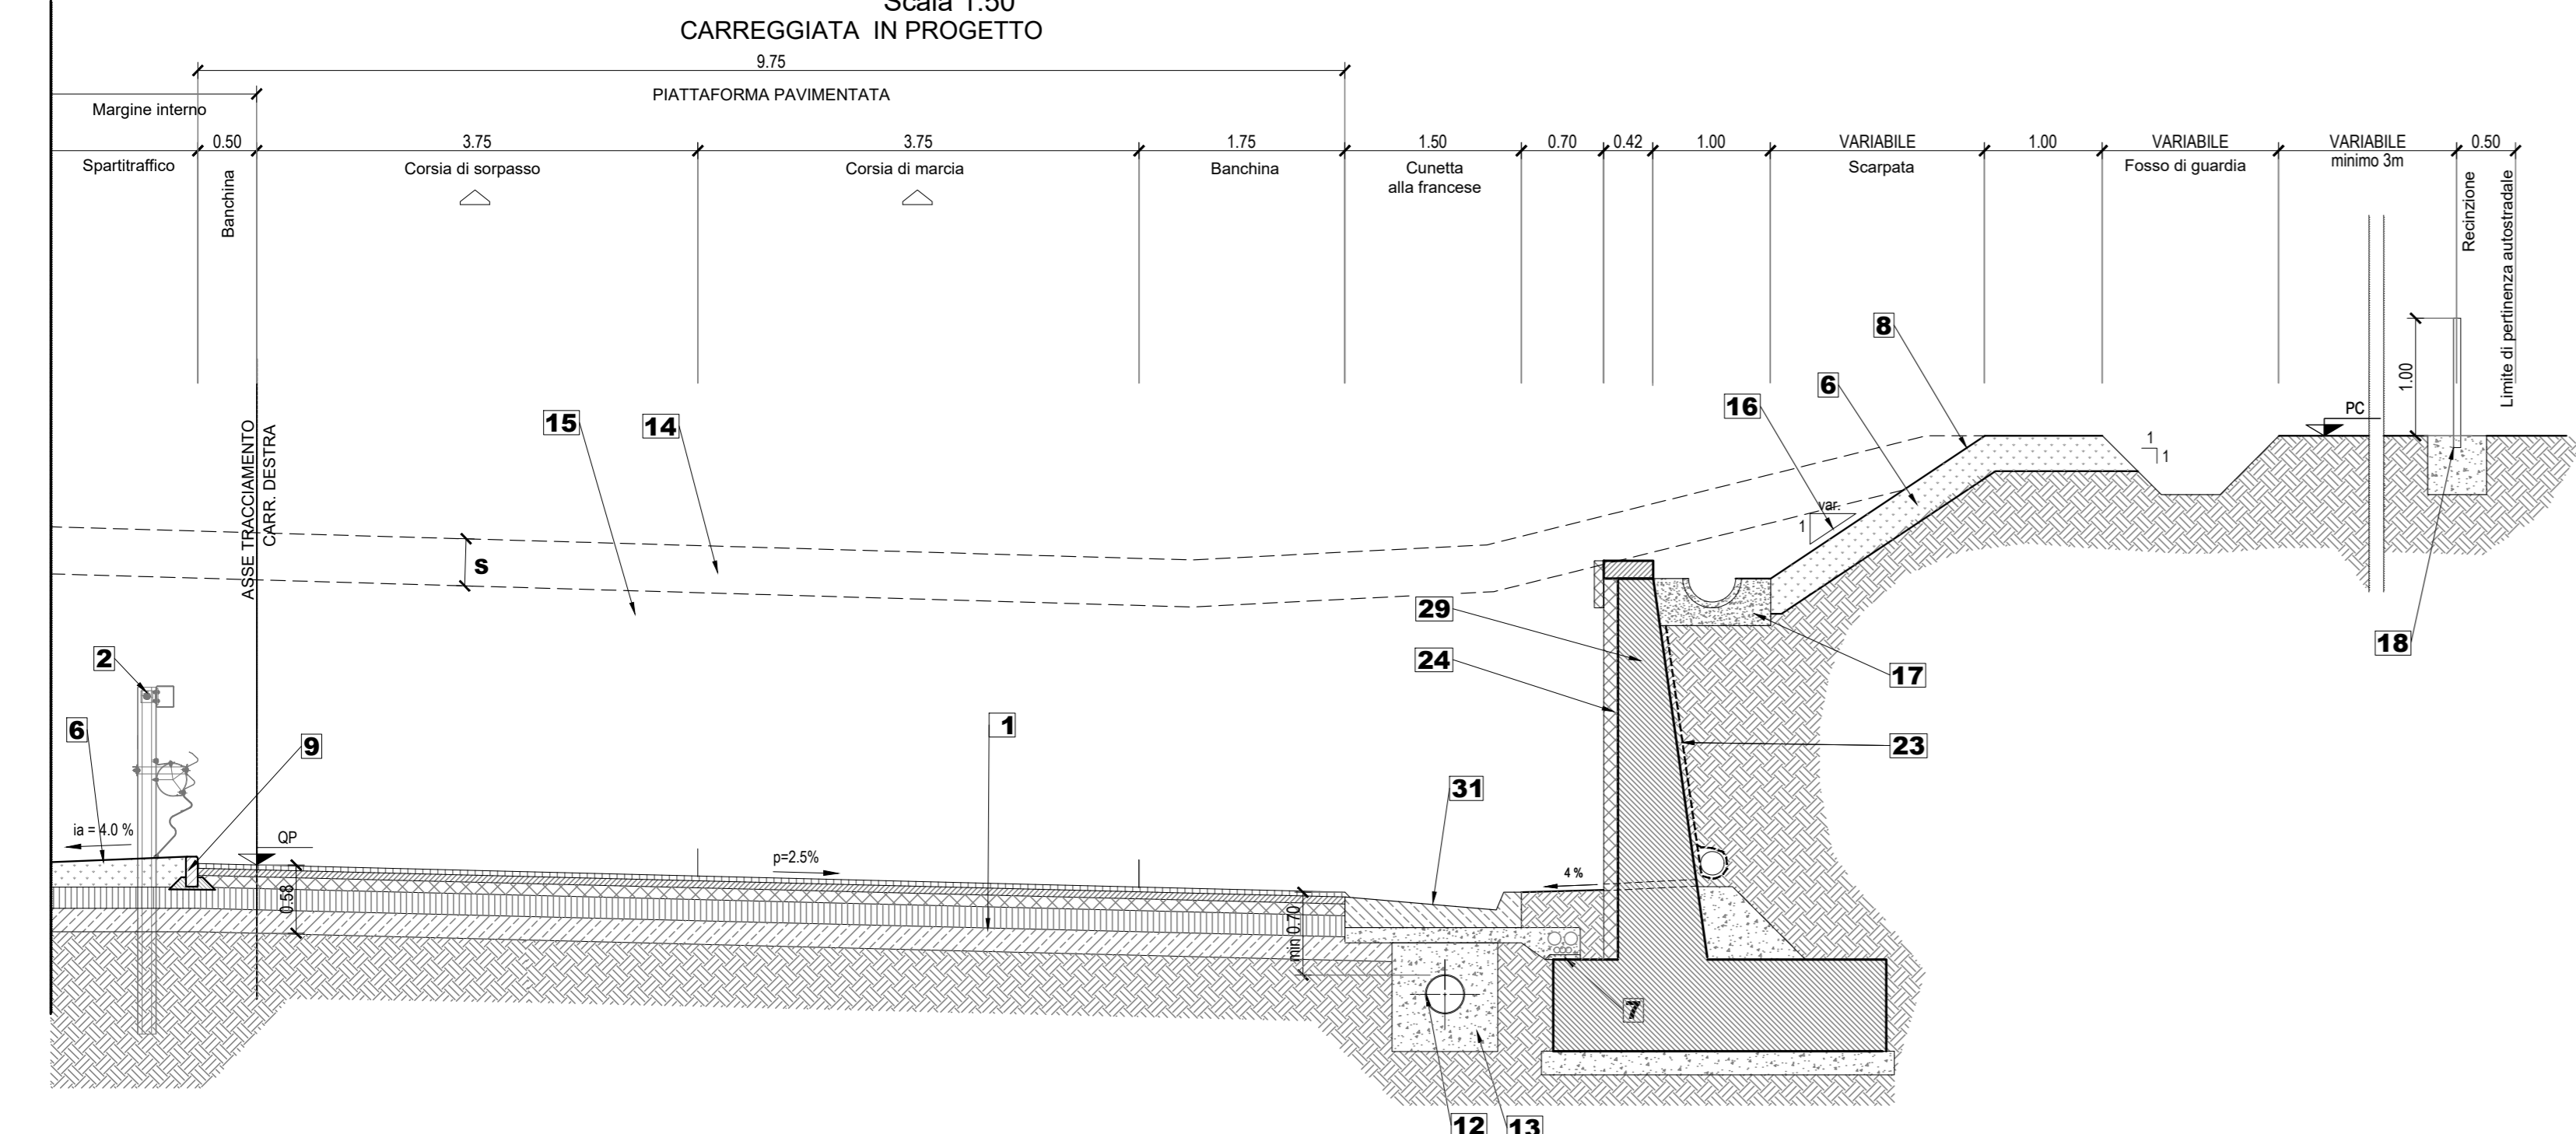 Scala 1:50
CARREGGIATA IN PROGETTO
9.75
PIATTAFORMA PAVIMENTATA
Margine interno
0.50
3.75
3.75
1.75
1.50
0.70
0.42
1.00
VARIABILE
1.00
VARIABILE
VARIABILE
0.50
Spartitraffico
Banchina
Corsia di sorpasso
Corsia di marcia
Banchina
Cunetta
alla francese
Scarpata
Fosso di guardia
minimo 3m
Recinzione
Limite di pertinenza autostradale
8
6
16
15
14
1.00
PC
1
1
ASSE TRACCIAMENTO
CARR. DESTRA
var.
1
S
29
24
17
18
2
6
9
1
23
31
ia = 4.0 %
QP
p=2.5%
4 %
0.58
min 0.70
7
12
13